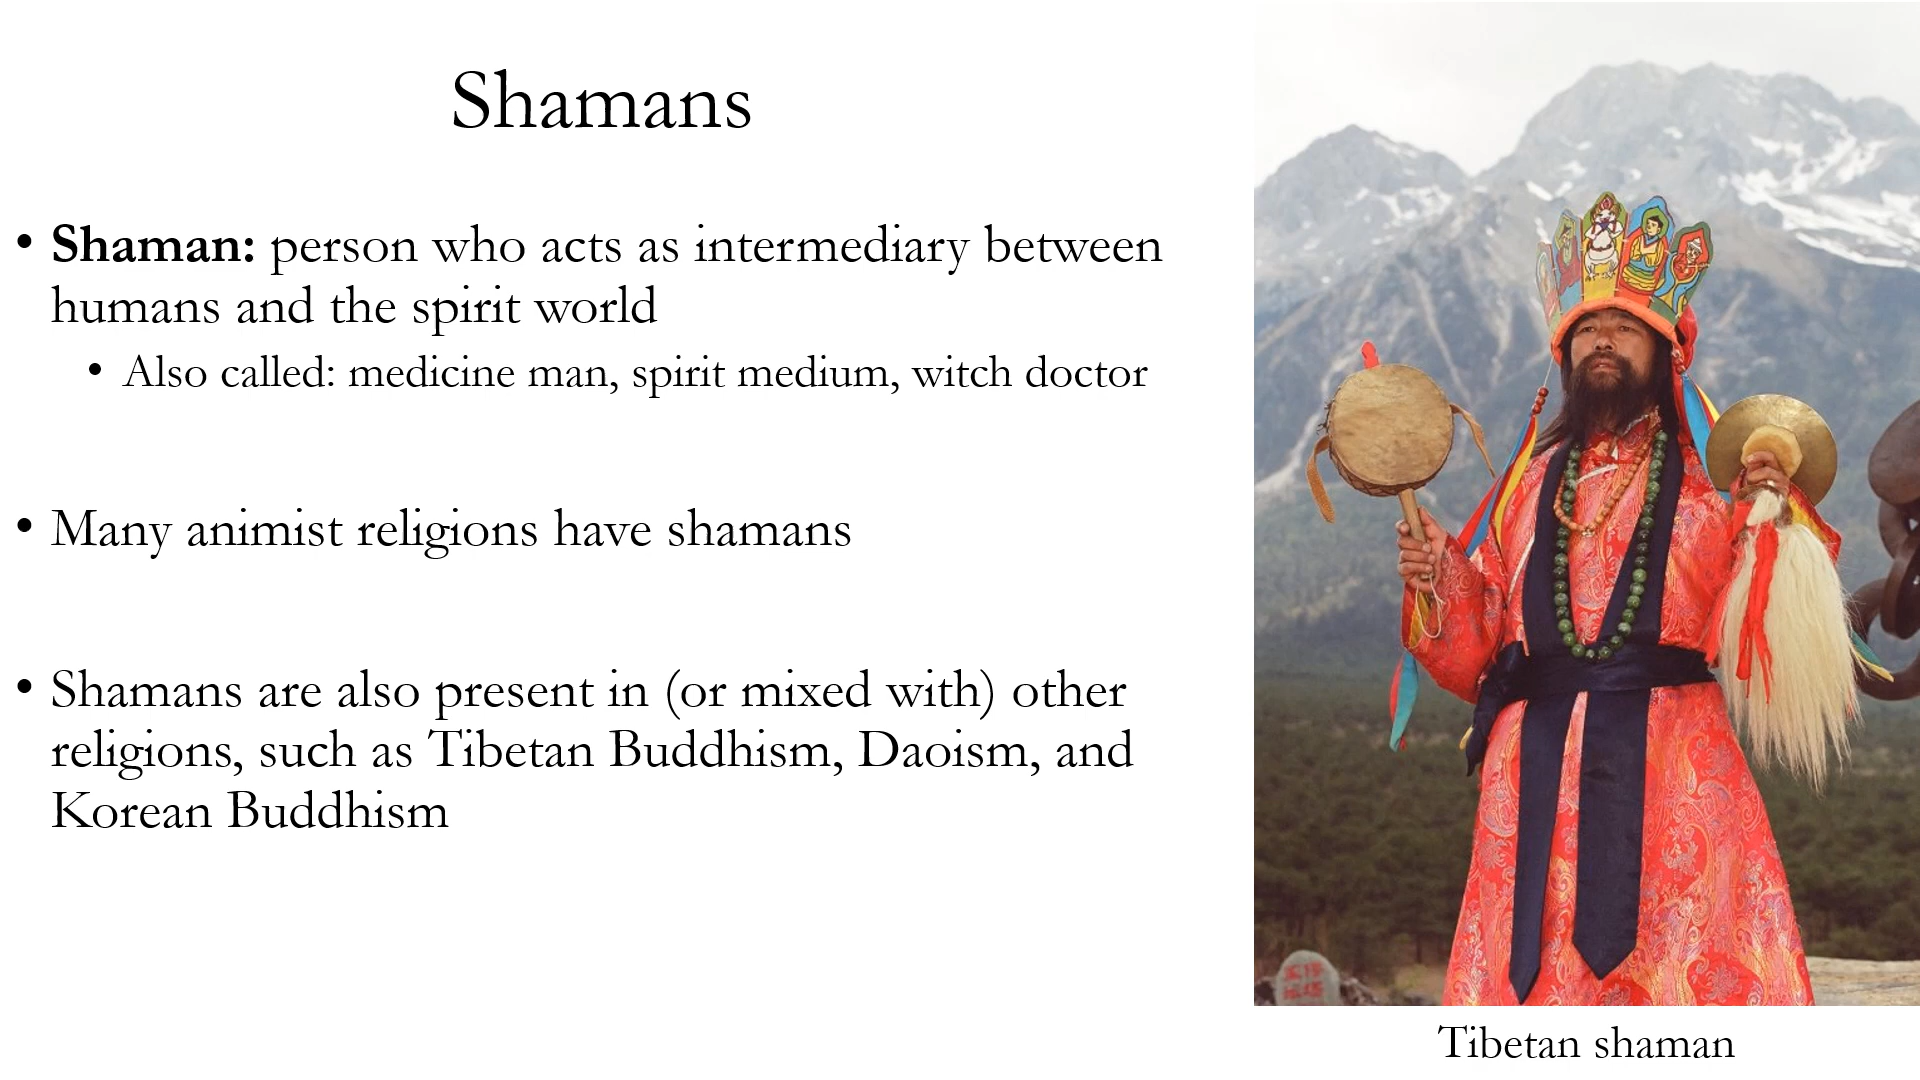 Shamans
• Shaman: person who acts as intermediary between
humans and the spirit world
• Also called: medicine man, spirit medium, witch doctor
• Many animist religions have shamans
• Shamans are also present in (or mixed with) other
religions, such as Tibetan Buddhism, Daoism, and
Korean Buddhism
Tibetan shaman